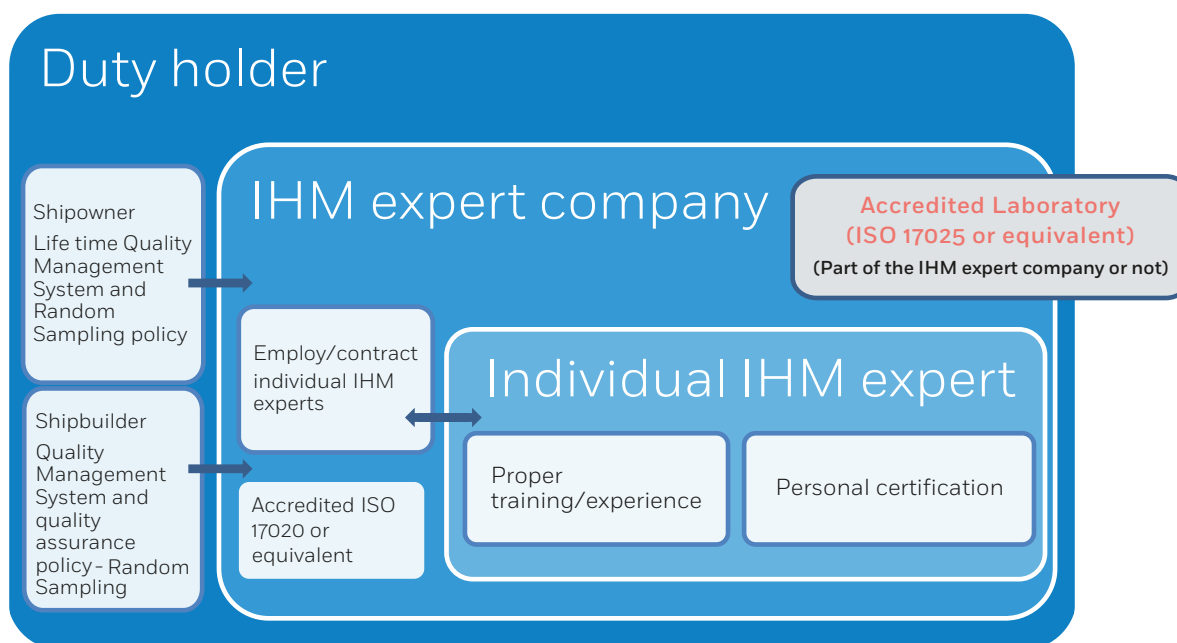 Duty holder
Shipowner
Life time Quality
Management
System and
Random
Sampling policy
Shipbuilder
Quality
Management
System and
quality
assurance
policy – Random
Sampling
IHM expert company
Employ/contract
individual IHM
experts
Accredited ISO
17020 or
equivalent
Accredited Laboratory
(ISO 17025 or equivalent)
(Part of the IHM expert company or not)
Individual IHM expert
Proper
training/experience
Personal certification